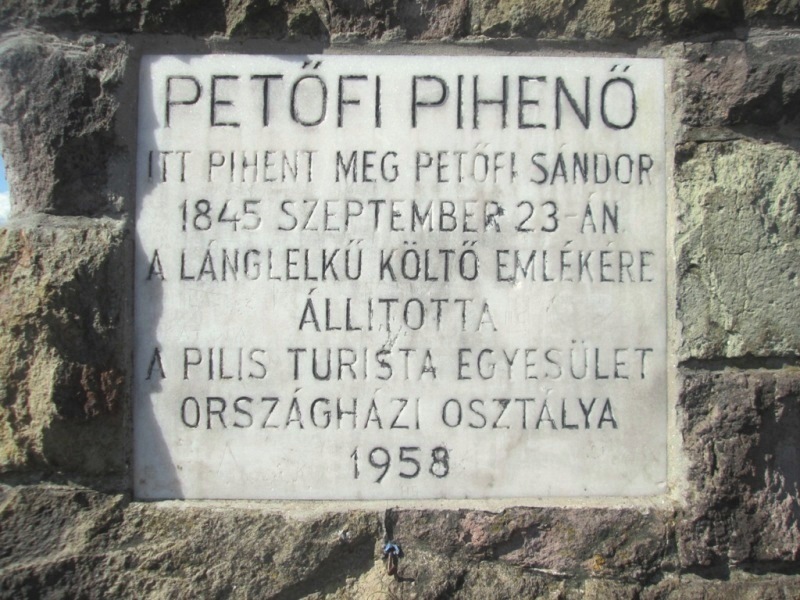 PETŐFI PIHENŐ
ITT PIHENT MEG PETŐFI SÁNDOR
1845 SZEPTEMBER 23-ÁN
A LÁNGLELKŰ KÖLTŐ EMLÉKÉRE
ÁLLITOTTA
A PILIS TURISTA EGYESÜLET
ORSZÁGHÁZI OSZTÁLYA
1958